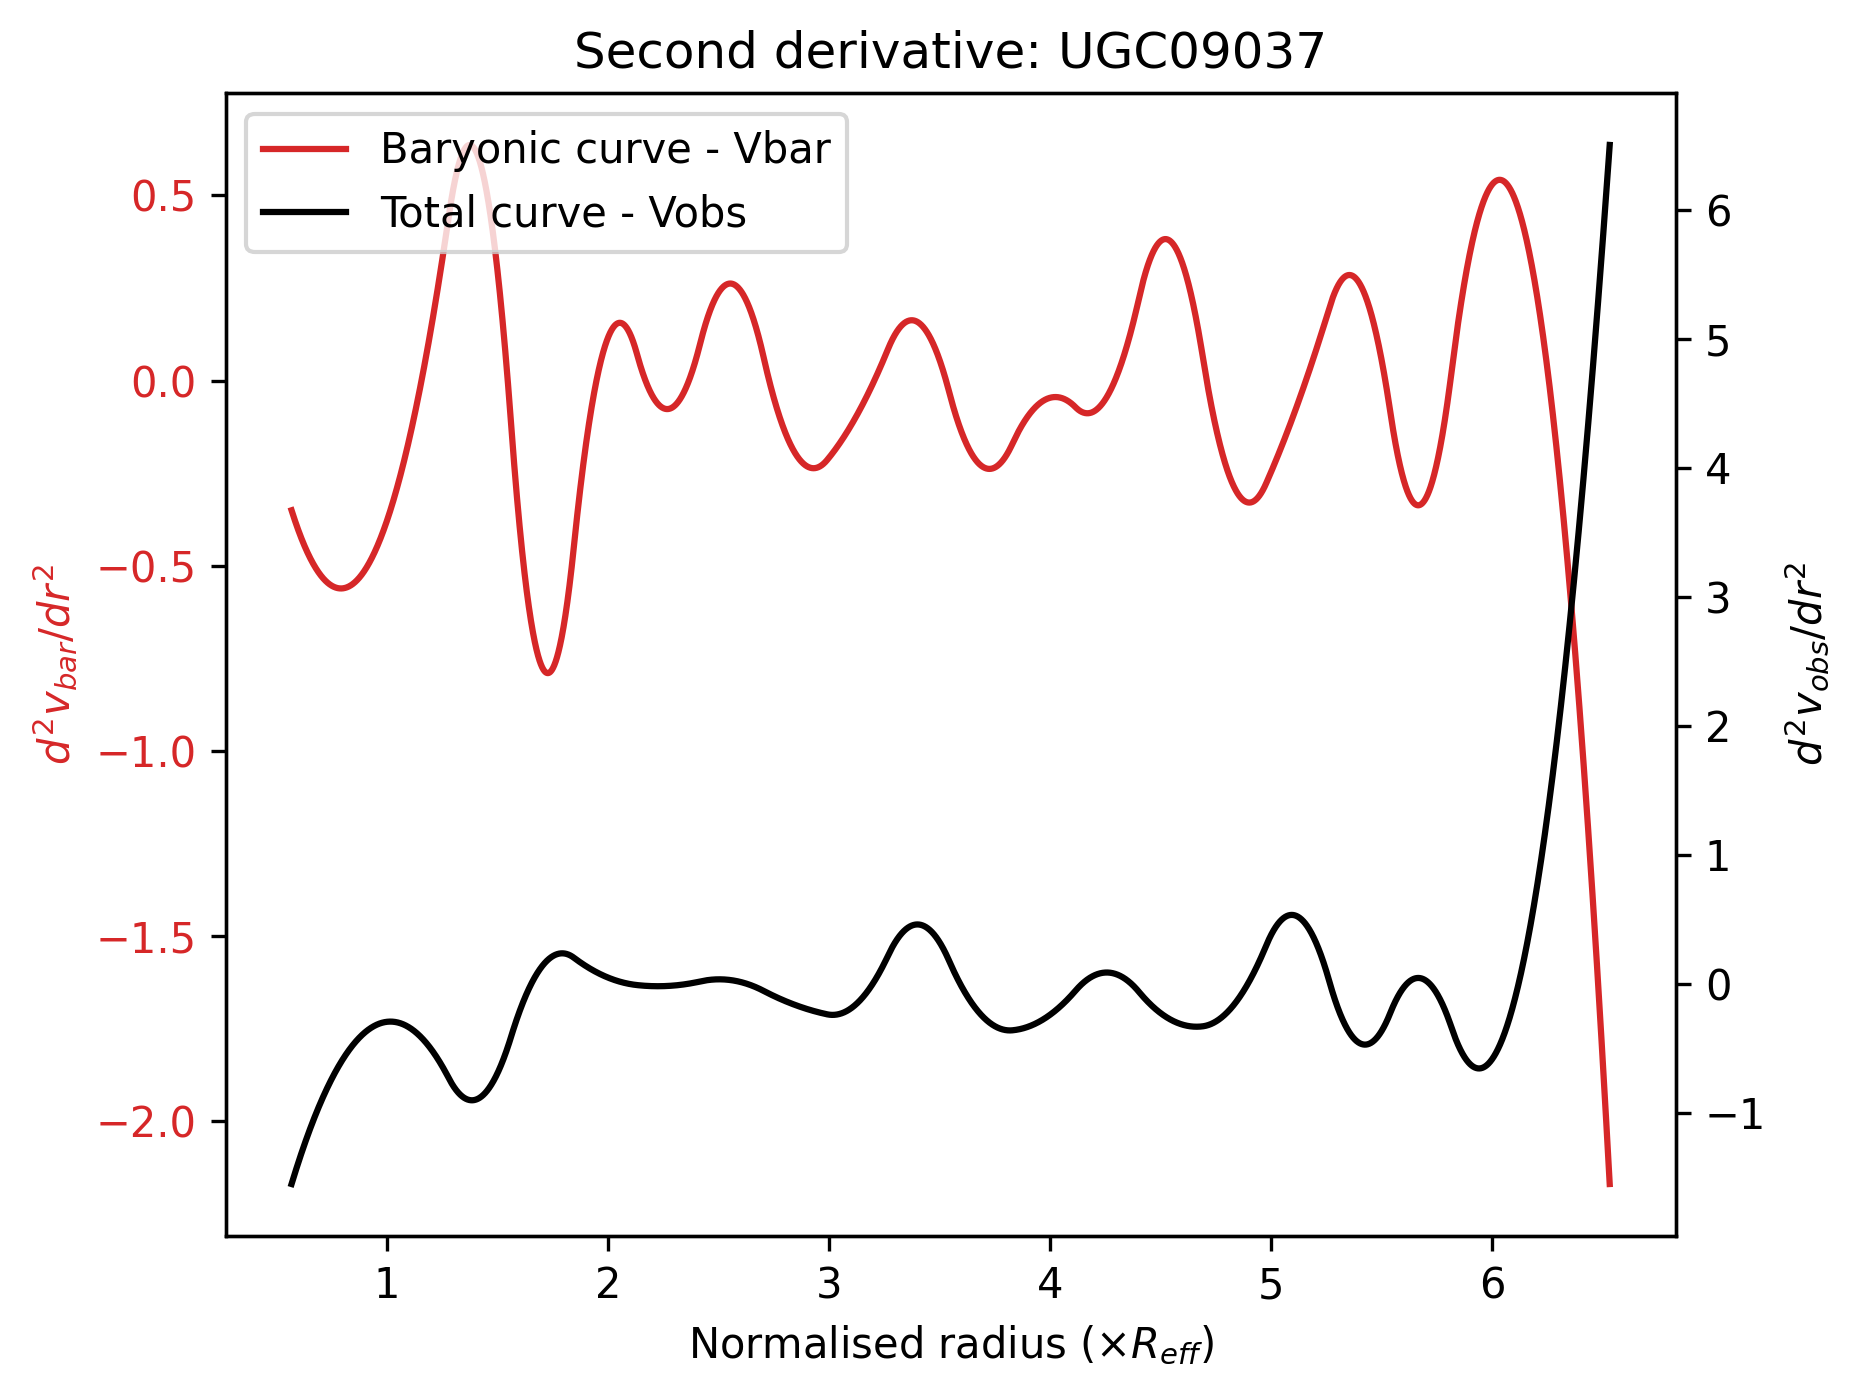 Second derivative: UGC09037
Baryonic curve - Vbar
Total curve - Vobs
0.5
0.0
−0.5
−1.0
−1.5
−2.0
d²v_bar/dr²
6
5
4
3
2
1
0
−1
d²v_obs/dr²
1 2 3 4 5 6
Normalised radius (×R_eff)